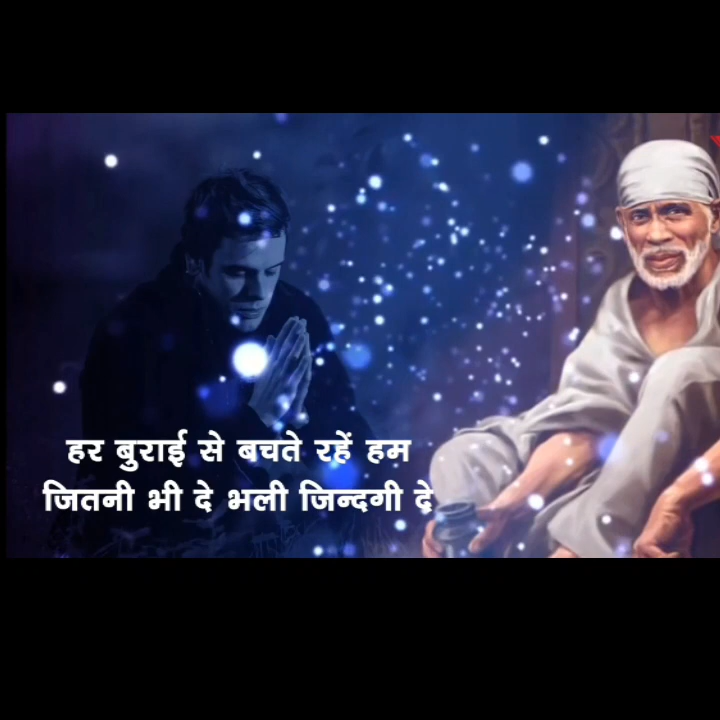 हर बुराई से बचते रहें हम
जितनी भी दे भली जिन्दगी दे